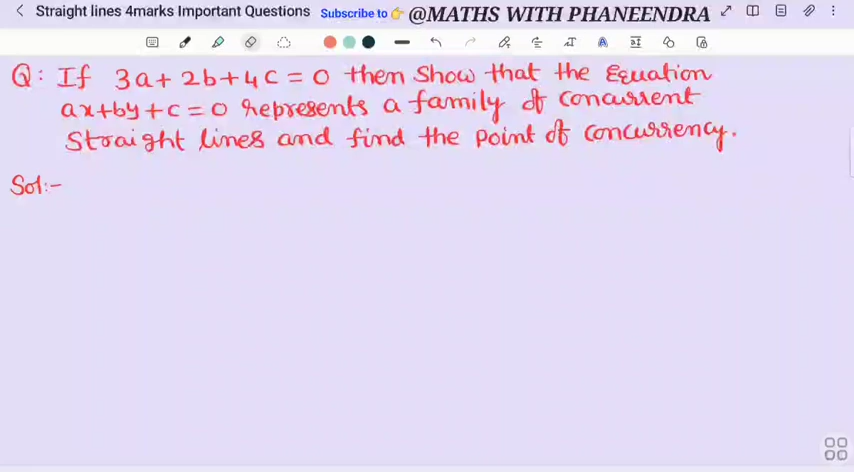 Straight lines 4marks Important Questions Subscribe to 👉 @MATHS WITH PHANEENDRA
Q: If 3a+2b+4c=0 then show that the Equation
ax+by+c=0 represents a family of concurrent
straight lines and find the point of concurrency.
Sol:-